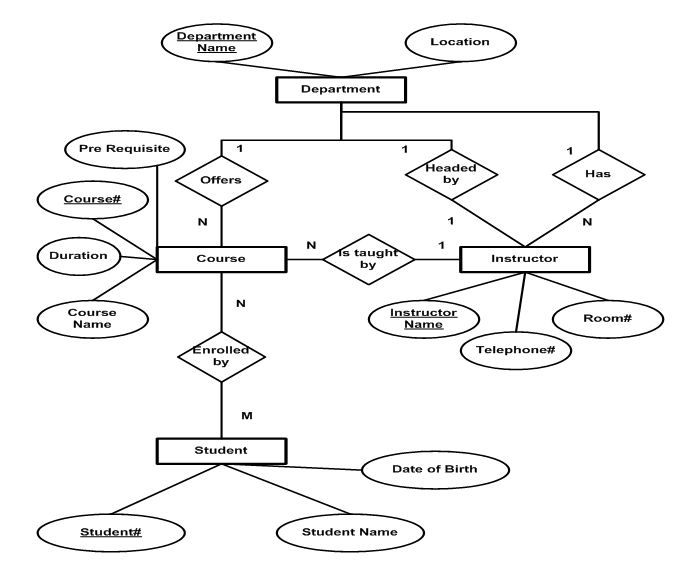 Department
Name
Location
Department
Pre Requisite
1
1
1
Offers
Headed
by
Has
Course#
N
1
N
Duration
Course
N
Is taught
by
1
Instructor
Course
Name
N
Instructor
Name
Room#
Telephone#
Enrolled
by
M
Student
Date of Birth
Student#
Student Name